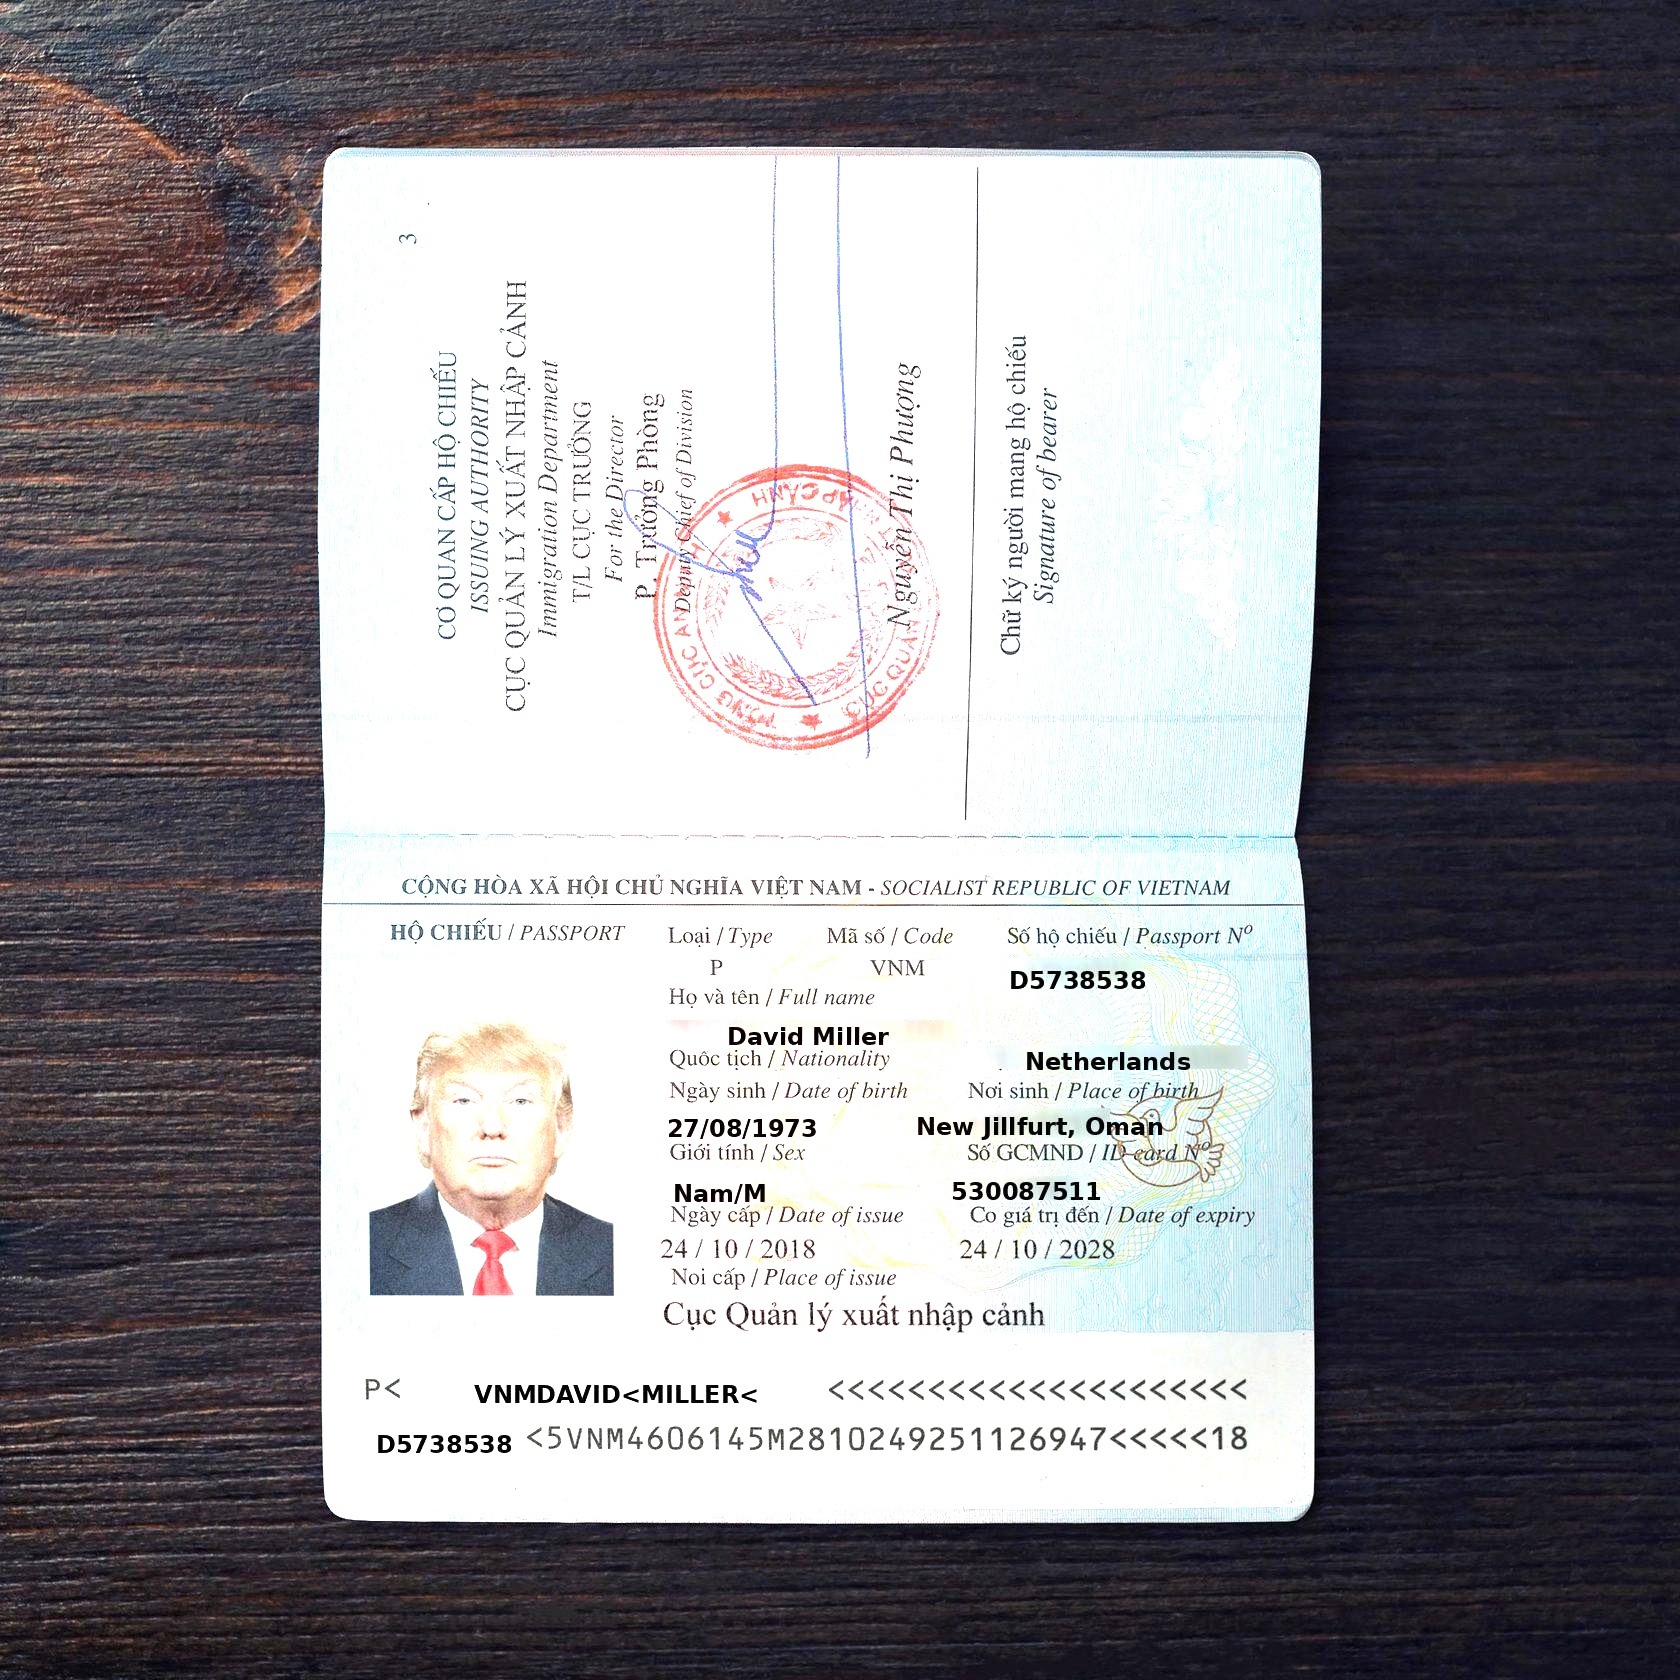 3
CƠ QUAN CẤP HỘ CHIẾU
ISSUING AUTHORITY
CỤC QUẢN LÝ XUẤT NHẬP CẢNH
Immigration Department
T/L CỤC TRƯỞNG
For the Director
P. Trưởng Phòng
Deputy Chief of Division
Nguyễn Thị Phượng
Chữ ký người mang hộ chiếu
Signature of bearer
CỘNG HÒA XÃ HỘI CHỦ NGHĨA VIỆT NAM - SOCIALIST REPUBLIC OF VIETNAM
HỘ CHIẾU / PASSPORT
Loại / Type Mã số / Code Số hộ chiếu / Passport Nº
P VNM D5738538
Họ và tên / Full name
David Miller
Quốc tịch / Nationality Netherlands
Ngày sinh / Date of birth Nơi sinh / Place of birth
27/08/1973 New Jillfurt, Oman
Giới tính / Sex Số GCMND / ID card Nº
Nam/M 530087511
Ngày cấp / Date of issue Co giá trị đến / Date of expiry
24 / 10 / 2018 24 / 10 / 2028
Noi cấp / Place of issue
Cục Quản lý xuất nhập cảnh
P< VNMDAVID<MILLER< <<<<<<<<<<<<<<<<<<<<<
D5738538 <5VNM4606145M2810249251126947<<<<<18